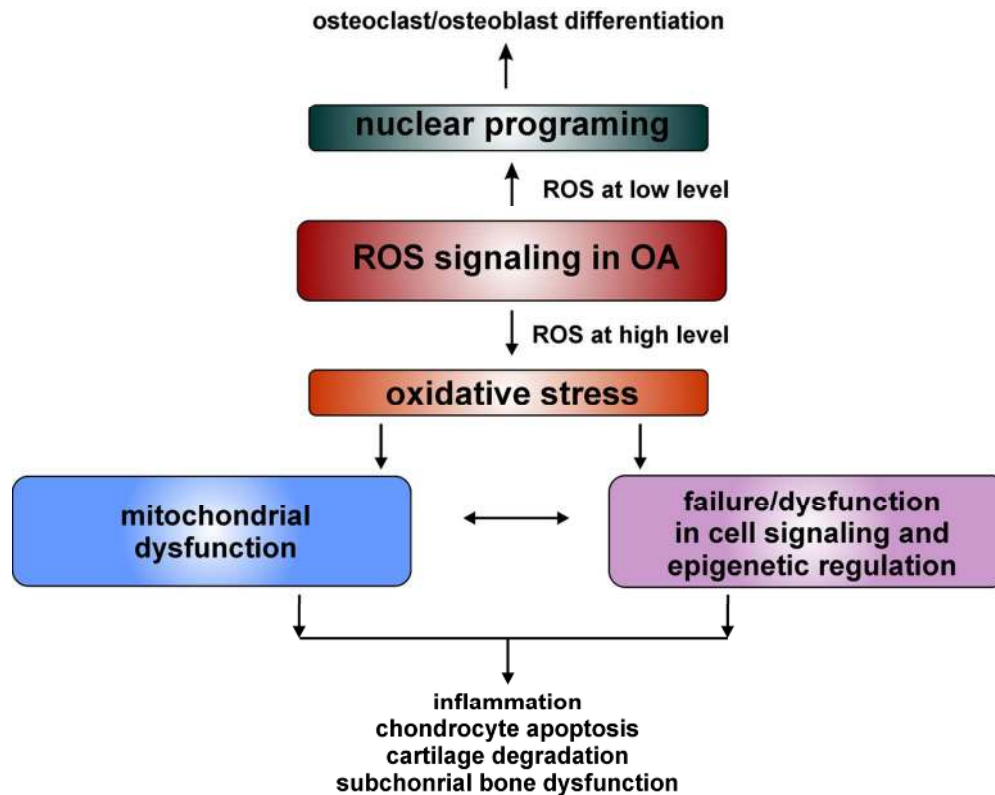 osteoclast/osteoblast differentiation
nuclear programing
ROS at low level
ROS signaling in OA
ROS at high level
oxidative stress
mitochondrial
dysfunction
failure/dysfunction
in cell signaling and
epigenetic regulation
inflammation
chondrocyte apoptosis
cartilage degradation
subchonrial bone dysfunction